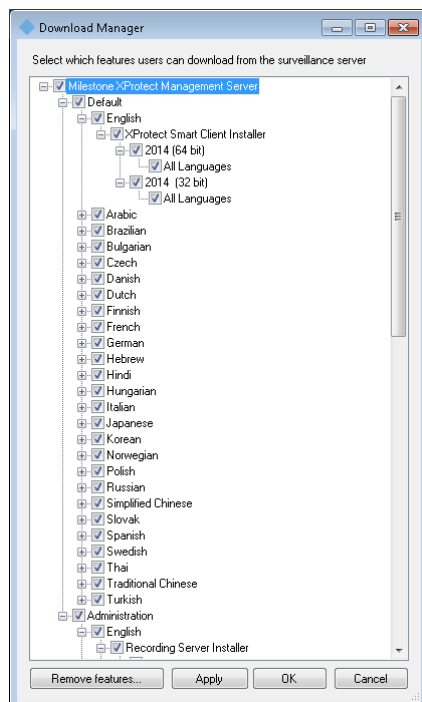 Download Manager
Select which features users can download from the surveillance server
Milestone XProtect Management Server
Default
English
XProtect Smart Client Installer
2014 (64 bit)
All Languages
2014 (32 bit)
All Languages
Arabic
Brazilian
Bulgarian
Czech
Danish
Dutch
Finnish
French
German
Hebrew
Hindi
Hungarian
Italian
Japanese
Korean
Norwegian
Polish
Russian
Simplified Chinese
Slovak
Spanish
Swedish
Thai
Traditional Chinese
Turkish
Administration
English
Recording Server Installer
Remove features... Apply OK Cancel